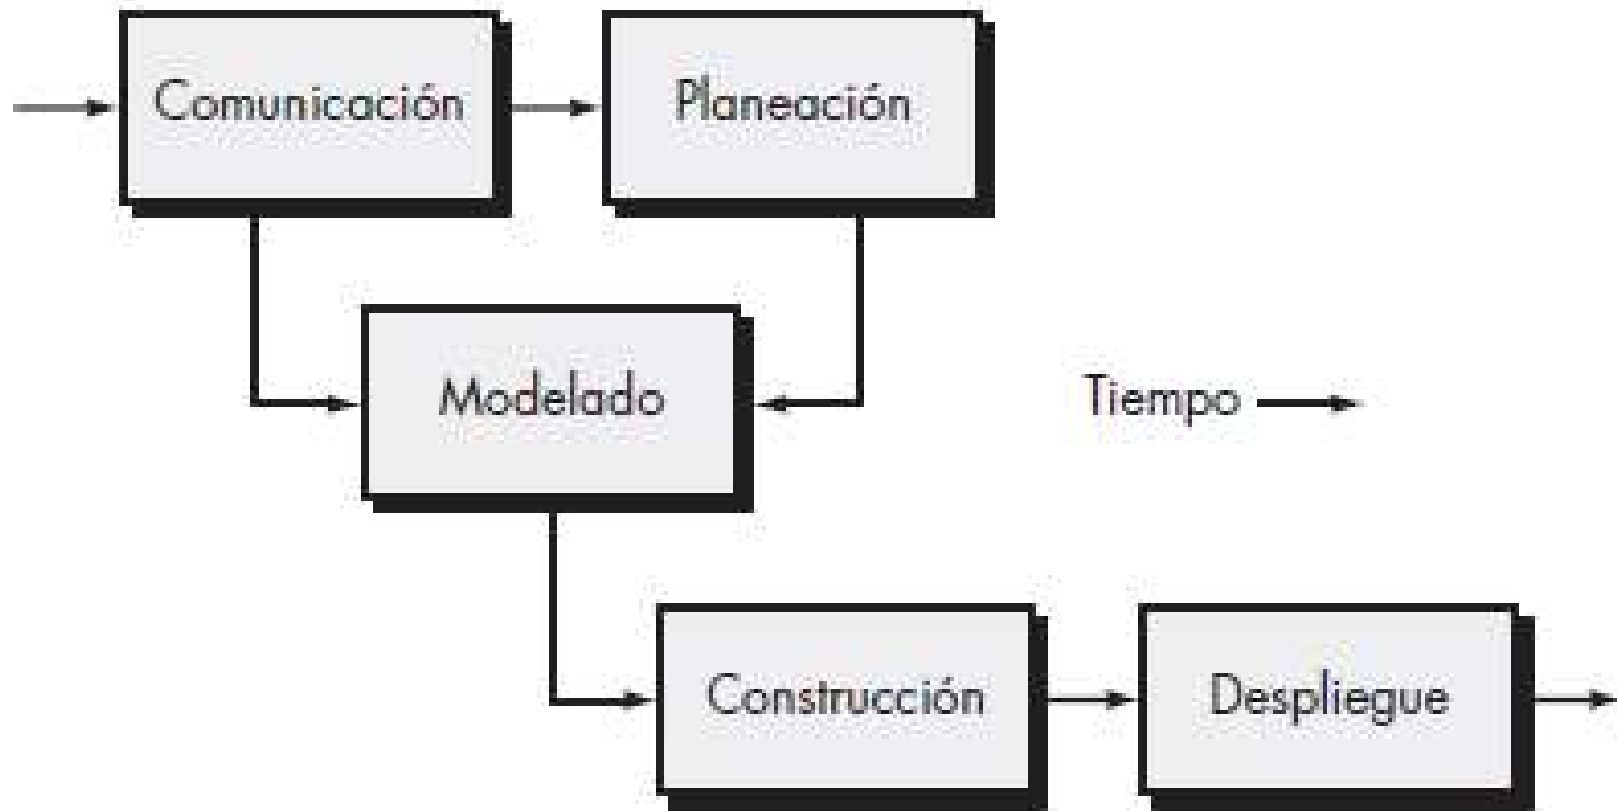 Comunicación
Planeación
Modelado
Tiempo
Construcción
Despliegue